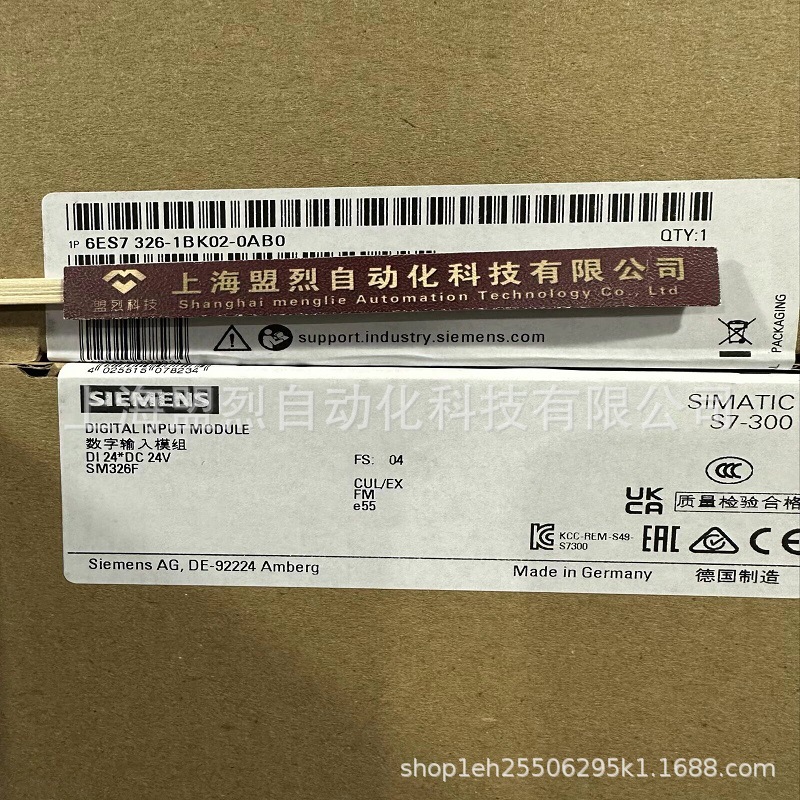 1P 6ES7 326-1BK02-0AB0
QTY:1
盟烈科技
上海盟烈自动化科技有限公司
Shanghai menglie Automation Technology Co., Ltd
support.industry.siemens.com
PACKAGING
4 025515 078234
上海盟烈自动化科技有限公司
SIEMENS
SIMATIC
S7-300
DIGITAL INPUT MODULE
数字输入模组
DI 24*DC 24V
SM326F
FS: 04
CUL/EX
FM
e55
CCC
UK
CA
质量检验合格
KCC-REM-S49-
S7300
EAC
CE
Siemens AG, DE-92224 Amberg
Made in Germany
德国制造
shop1eh25506295k1.1688.com